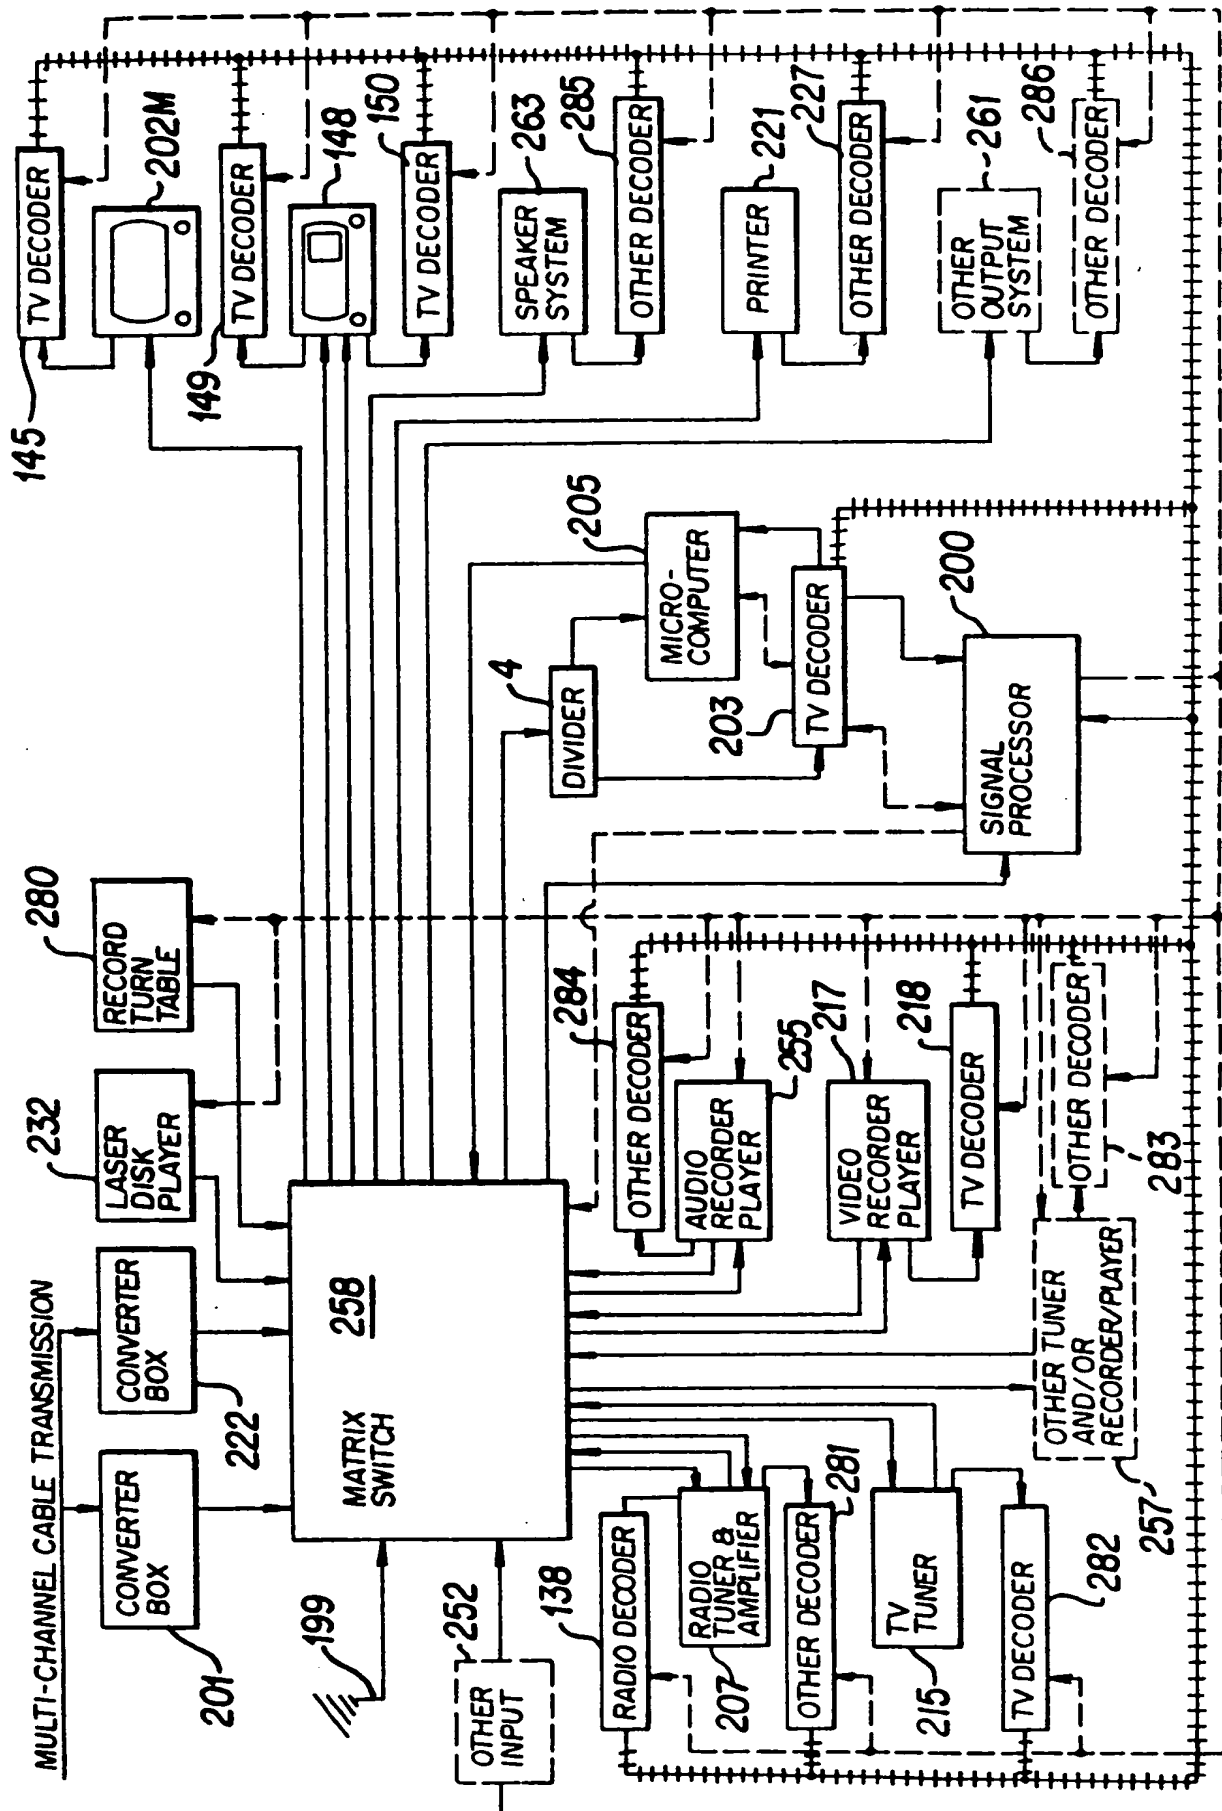 MULTI-CHANNEL CABLE TRANSMISSION
CONVERTER
BOX
201
CONVERTER
BOX
222
LASER
DISK
PLAYER
232
RECORD
TURN
TABLE
280
199
OTHER
INPUT
252
MATRIX
SWITCH
258
RADIO DECODER
138
RADIO
TUNER &
AMPLIFIER
207
OTHER DECODER
281
TV
TUNER
215
TV DECODER
282
OTHER TUNER
AND/OR
RECORDER/PLAYER
257
OTHER DECODER
283
OTHER DECODER
284
AUDIO
RECORDER
PLAYER
255
VIDEO
RECORDER
PLAYER
217
TV DECODER
218
DIVIDER
4
MICRO-
COMPUTER
205
TV DECODER
203
SIGNAL
PROCESSOR
200
TV DECODER
145
202M
TV DECODER
149
148
TV DECODER
150
SPEAKER
SYSTEM
263
OTHER DECODER
285
PRINTER
221
OTHER DECODER
227
OTHER
OUTPUT
SYSTEM
261
OTHER DECODER
286